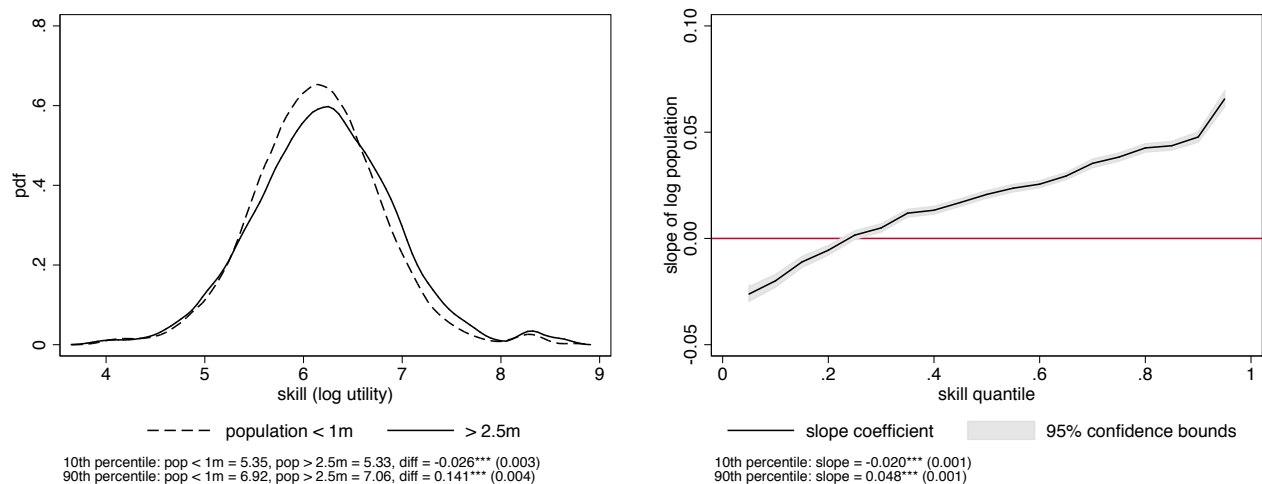 .8
.6
.4
.2
0
pdf
4 5 6 7 8 9
skill (log utility)
population < 1m > 2.5m
10th percentile: pop < 1m = 5.35, pop > 2.5m = 5.33, diff = -0.026*** (0.003)
90th percentile: pop < 1m = 6.92, pop > 2.5m = 7.06, diff = 0.141*** (0.004)
0.10
0.05
0.00
-0.05
slope of log population
0 .2 .4 .6 .8 1
skill quantile
slope coefficient 95% confidence bounds
10th percentile: slope = -0.020*** (0.001)
90th percentile: slope = 0.048*** (0.001)